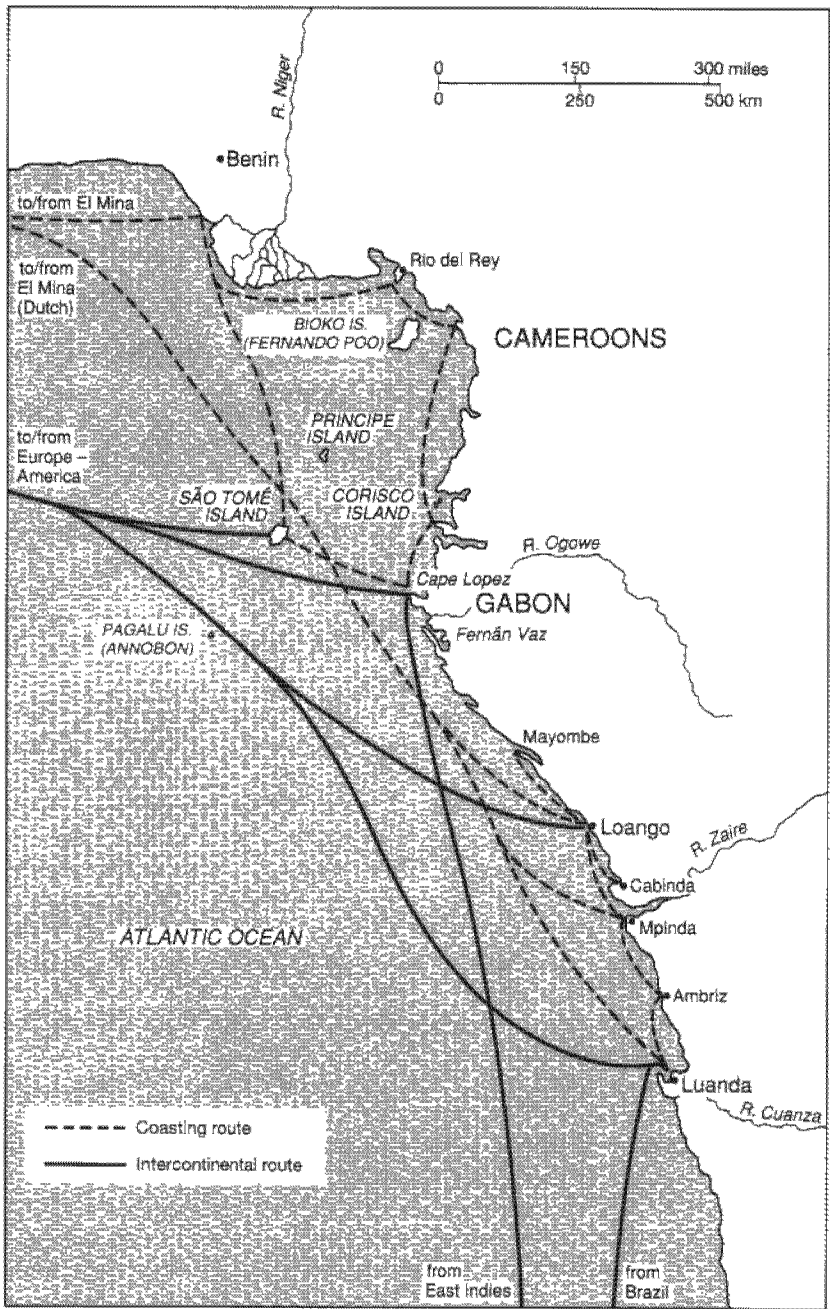 0 150 300 miles
0 250 500 km
R. Niger
Benin
to/from El Mina
to/from
El Mina
(Dutch)
Rio del Rey
BIOKO IS.
(FERNANDO POO)
CAMEROONS
PRINCIPE
ISLAND
to/from
Europe –
America
SÃO TOMÉ
ISLAND
CORISCO
ISLAND
R. Ogowe
Cape Lopez
GABON
Fernán Vaz
PAGALU IS.
(ANNOBON)
Mayombe
Loango
R. Zaire
Cabinda
Mpinda
ATLANTIC OCEAN
Ambriz
Luanda
R. Cuanza
Coasting route
Intercontinental route
from
East Indies
from
Brazil